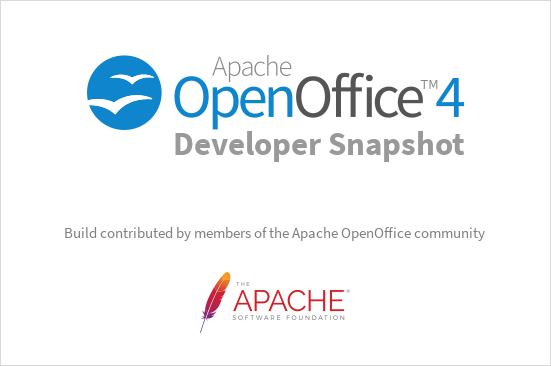 Apache
OpenOffice™ 4
Developer Snapshot
Build contributed by members of the Apache OpenOffice community
THE
APACHE®
SOFTWARE FOUNDATION